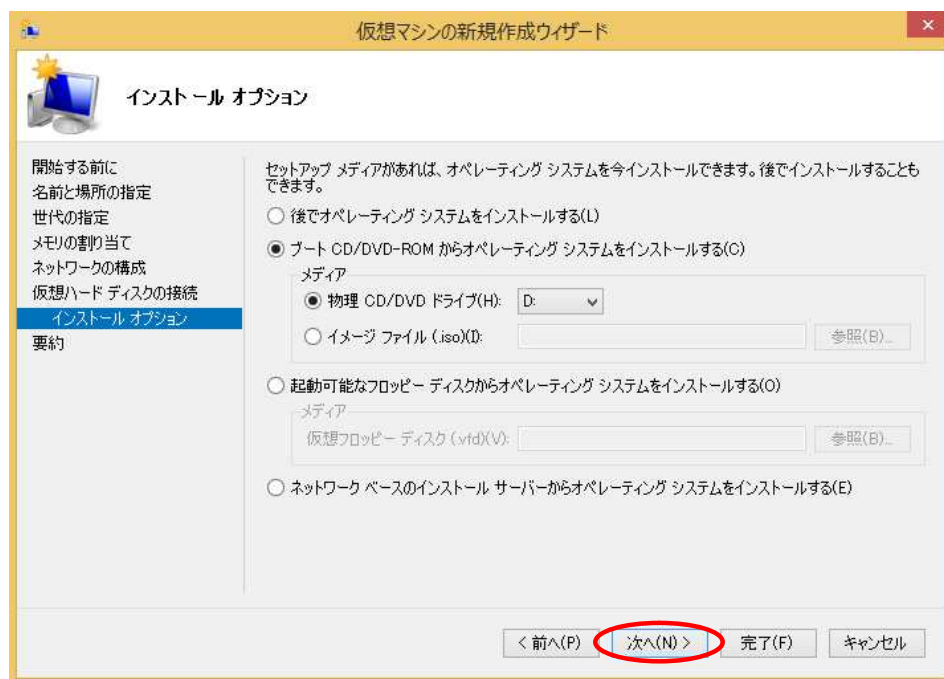 仮想マシンの新規作成ウィザード
インストール オプション
開始する前に
名前と場所の指定
世代の指定
メモリの割り当て
ネットワークの構成
仮想ハード ディスクの接続
インストール オプション
要約
セットアップ メディアがあれば、オペレーティング システムを今インストールできます。後でインストールすることも
できます。
後でオペレーティング システムをインストールする(L)
ブート CD/DVD-ROM からオペレーティング システムをインストールする(C)
メディア
物理 CD/DVD ドライブ(H): D:
イメージ ファイル (.iso)(I): 参照(B)...
起動可能なフロッピー ディスクからオペレーティング システムをインストールする(O)
メディア
仮想フロッピー ディスク (.vfd)(V): 参照(B)...
ネットワーク ベースのインストール サーバーからオペレーティング システムをインストールする(E)
< 前へ(P) 次へ(N) > 完了(F) キャンセル